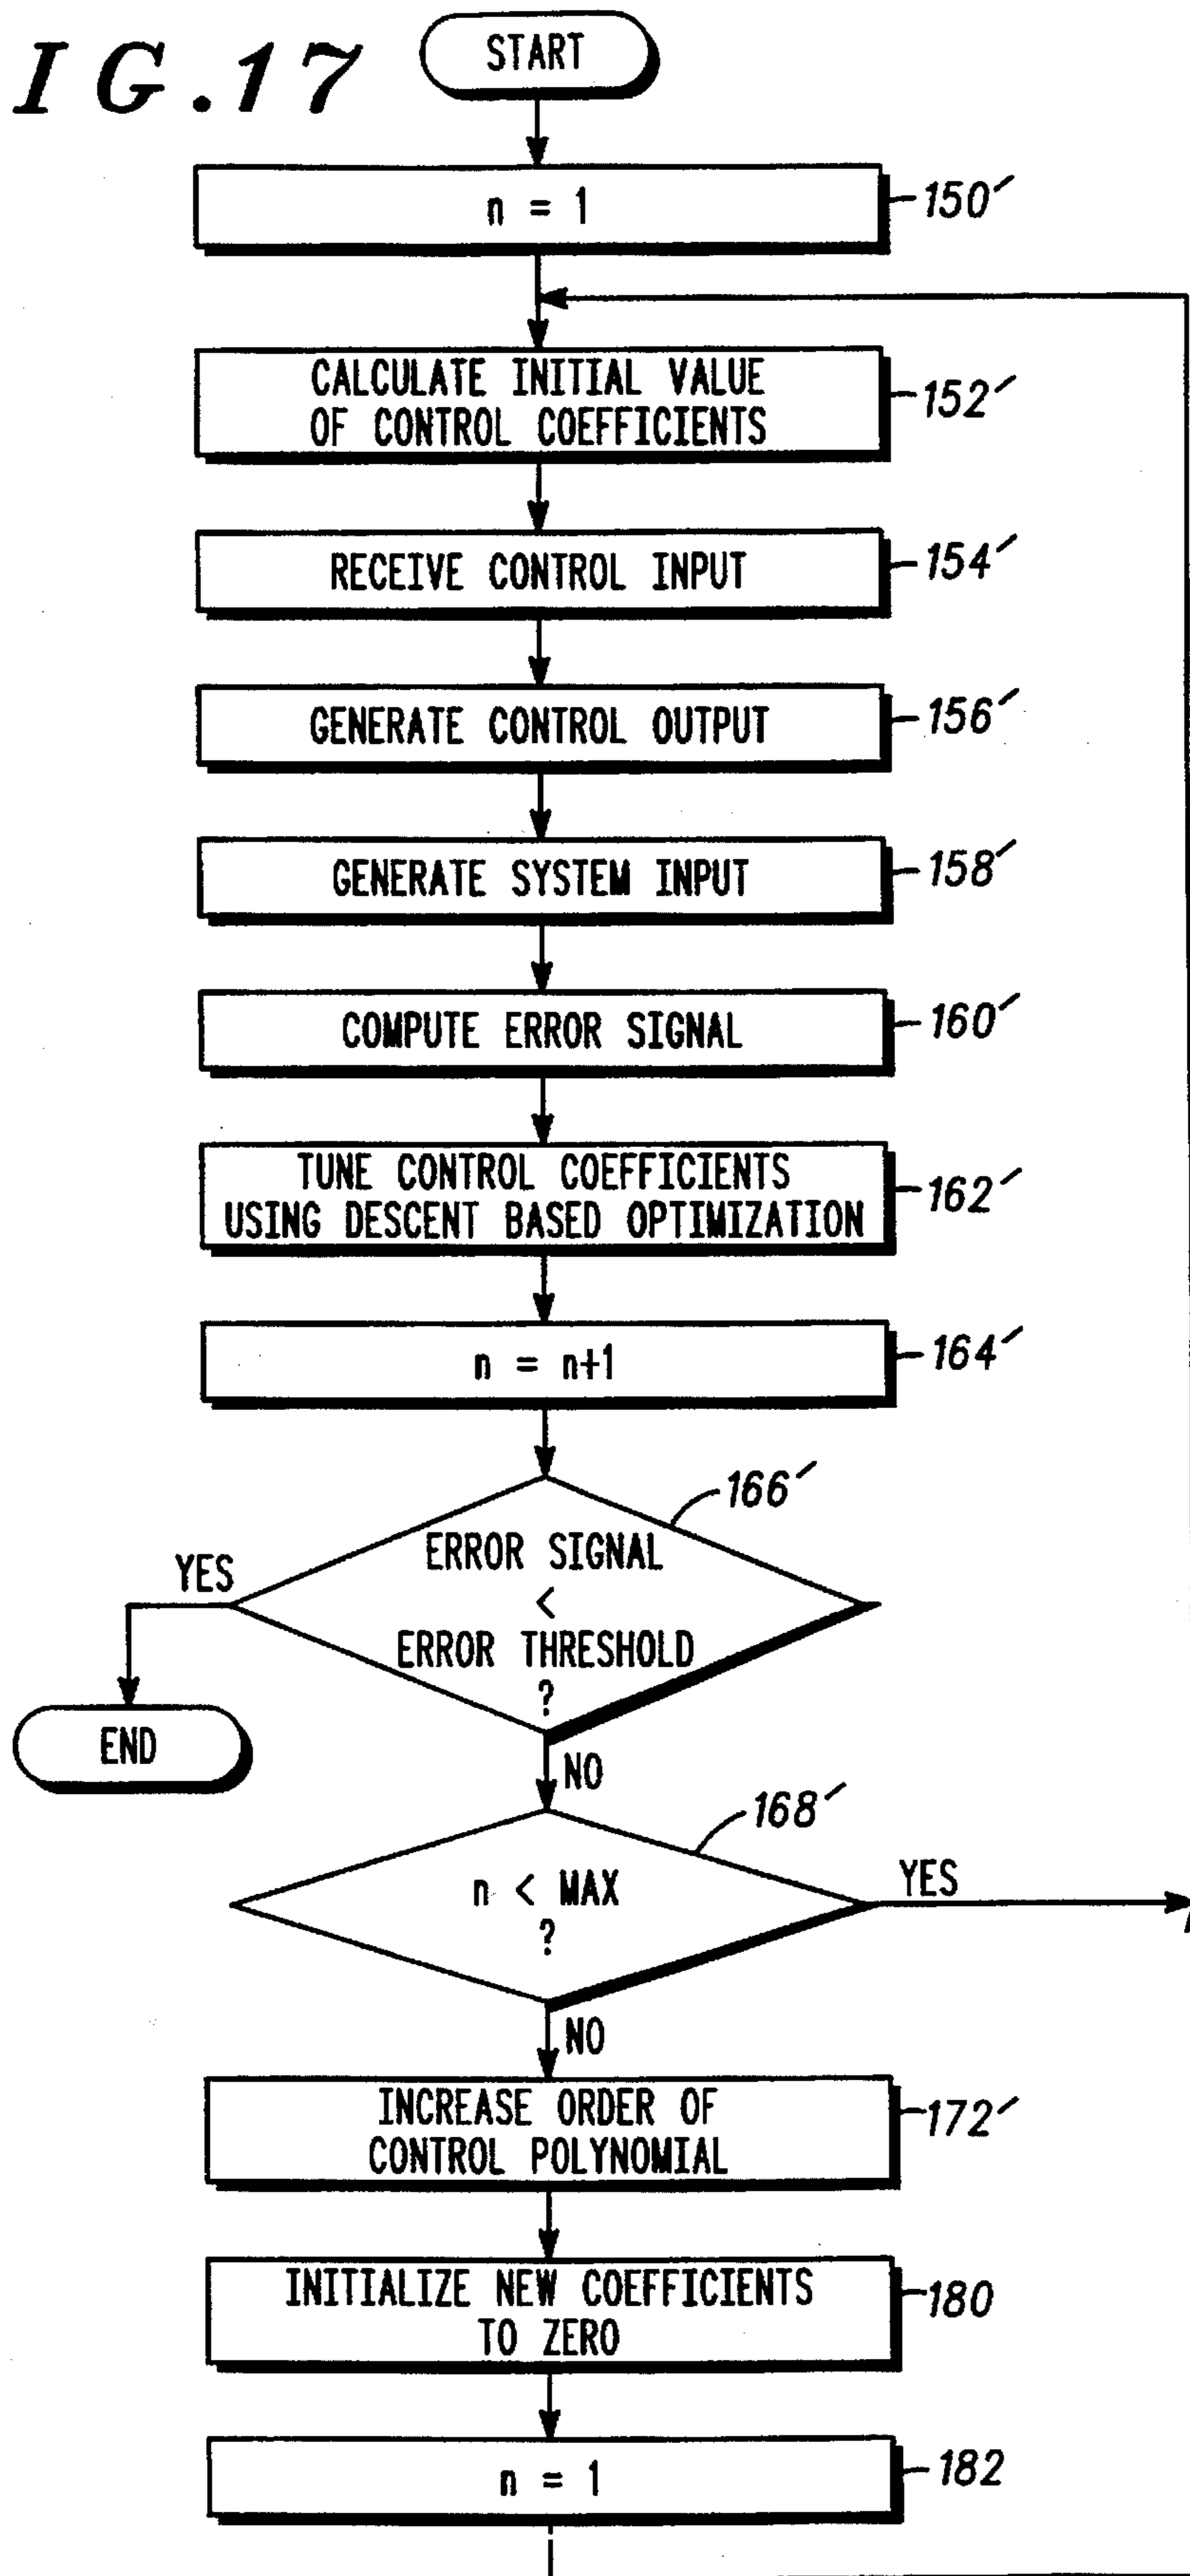 IG.17
START
n = 1
150′
CALCULATE INITIAL VALUE
OF CONTROL COEFFICIENTS
152′
RECEIVE CONTROL INPUT
154′
GENERATE CONTROL OUTPUT
156′
GENERATE SYSTEM INPUT
158′
COMPUTE ERROR SIGNAL
160′
TUNE CONTROL COEFFICIENTS
USING DESCENT BASED OPTIMIZATION
162′
n = n+1
164′
166′
ERROR SIGNAL
<
ERROR THRESHOLD
?
YES
END
NO
168′
n < MAX
?
YES
NO
INCREASE ORDER OF
CONTROL POLYNOMIAL
172′
INITIALIZE NEW COEFFICIENTS
TO ZERO
180
n = 1
182